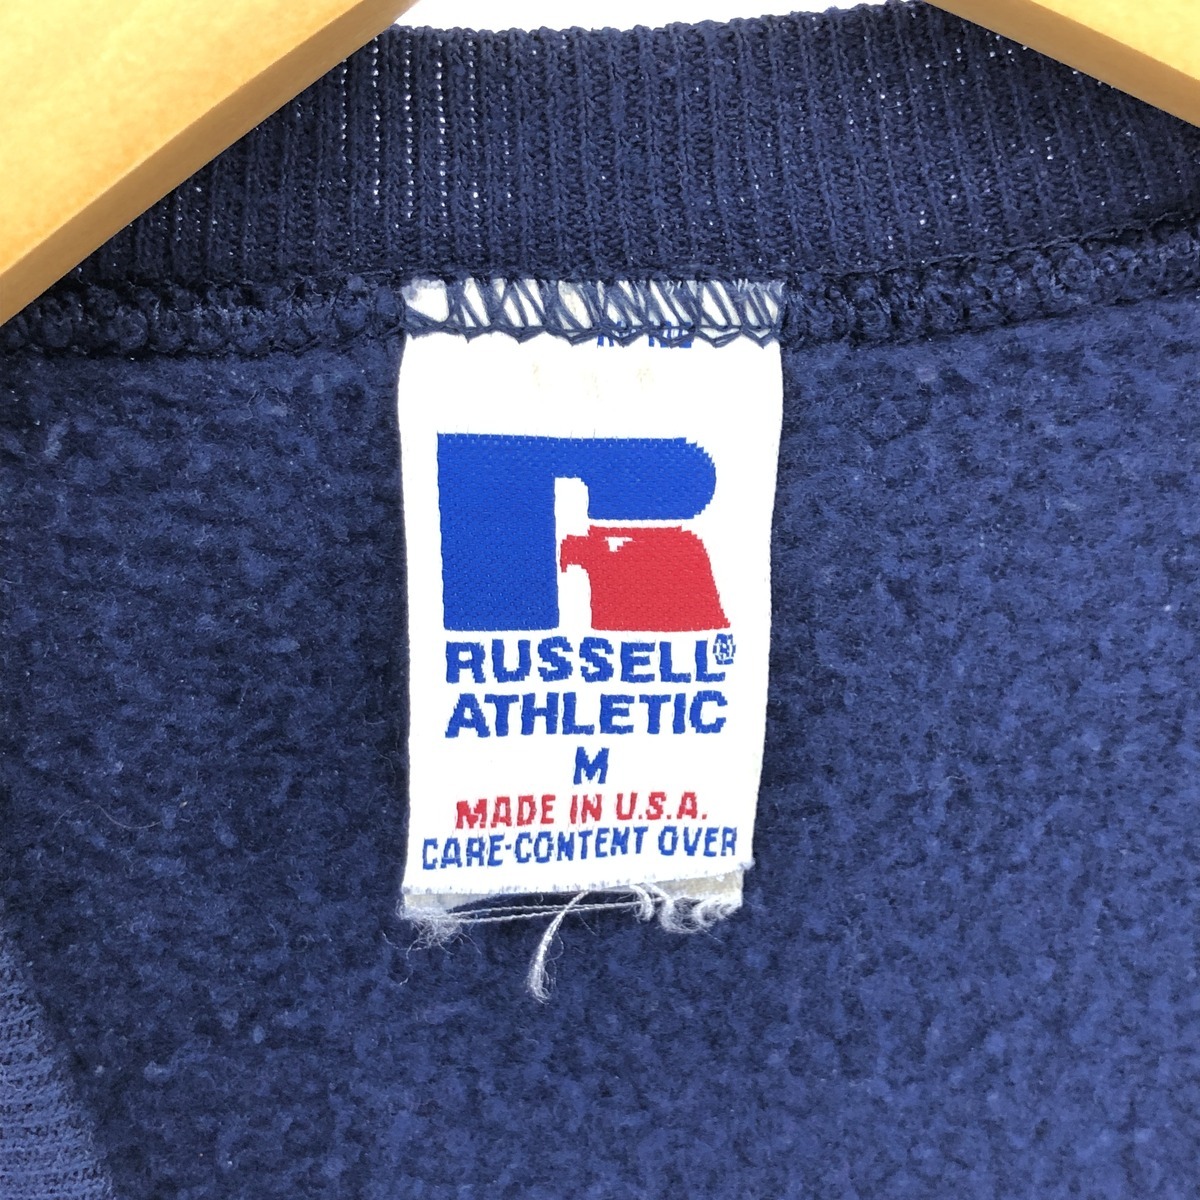 RUSSELL®
ATHLETIC
M
MADE IN U.S.A.
CARE-CONTENT OVER